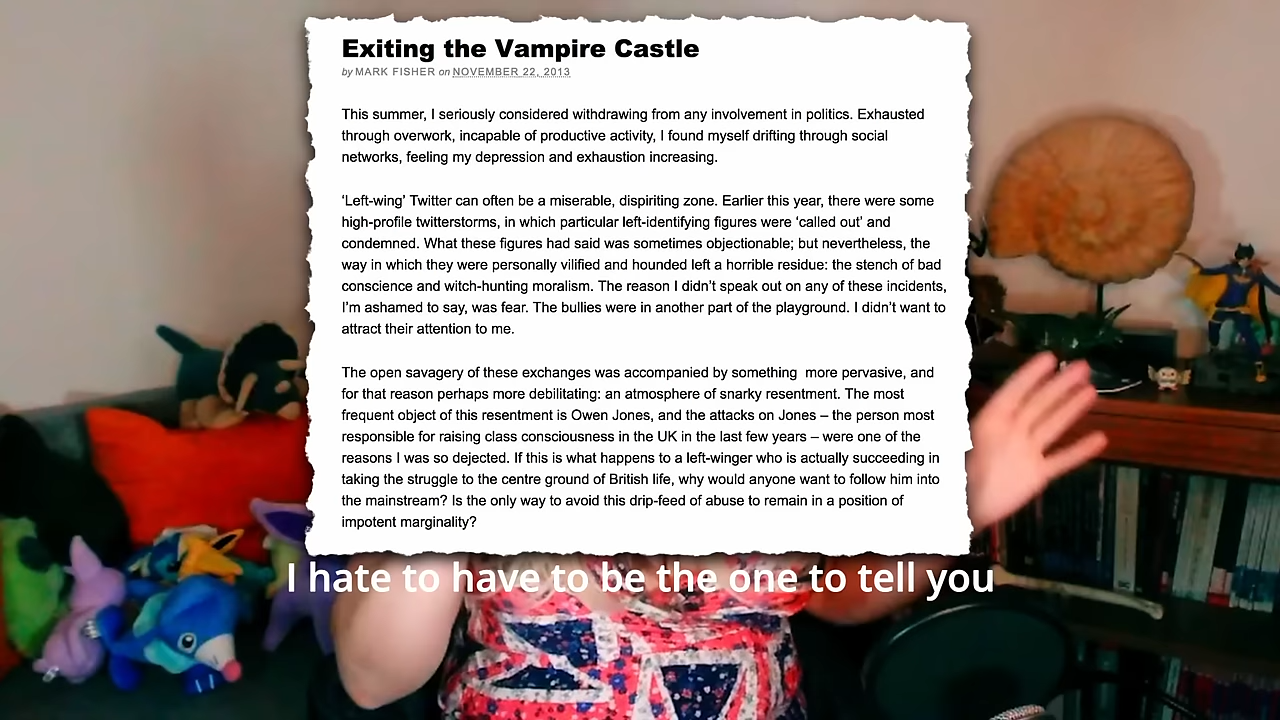 Exiting the Vampire Castle
by MARK FISHER on NOVEMBER 22, 2013
This summer, I seriously considered withdrawing from any involvement in politics. Exhausted
through overwork, incapable of productive activity, I found myself drifting through social
networks, feeling my depression and exhaustion increasing.
‘Left-wing’ Twitter can often be a miserable, dispiriting zone. Earlier this year, there were some
high-profile twitterstorms, in which particular left-identifying figures were ‘called out’ and
condemned. What these figures had said was sometimes objectionable; but nevertheless, the
way in which they were personally vilified and hounded left a horrible residue: the stench of bad
conscience and witch-hunting moralism. The reason I didn’t speak out on any of these incidents,
I’m ashamed to say, was fear. The bullies were in another part of the playground. I didn’t want to
attract their attention to me.
The open savagery of these exchanges was accompanied by something  more pervasive, and
for that reason perhaps more debilitating: an atmosphere of snarky resentment. The most
frequent object of this resentment is Owen Jones, and the attacks on Jones – the person most
responsible for raising class consciousness in the UK in the last few years – were one of the
reasons I was so dejected. If this is what happens to a left-winger who is actually succeeding in
taking the struggle to the centre ground of British life, why would anyone want to follow him into
the mainstream? Is the only way to avoid this drip-feed of abuse to remain in a position of
impotent marginality?
I hate to have to be the one to tell you